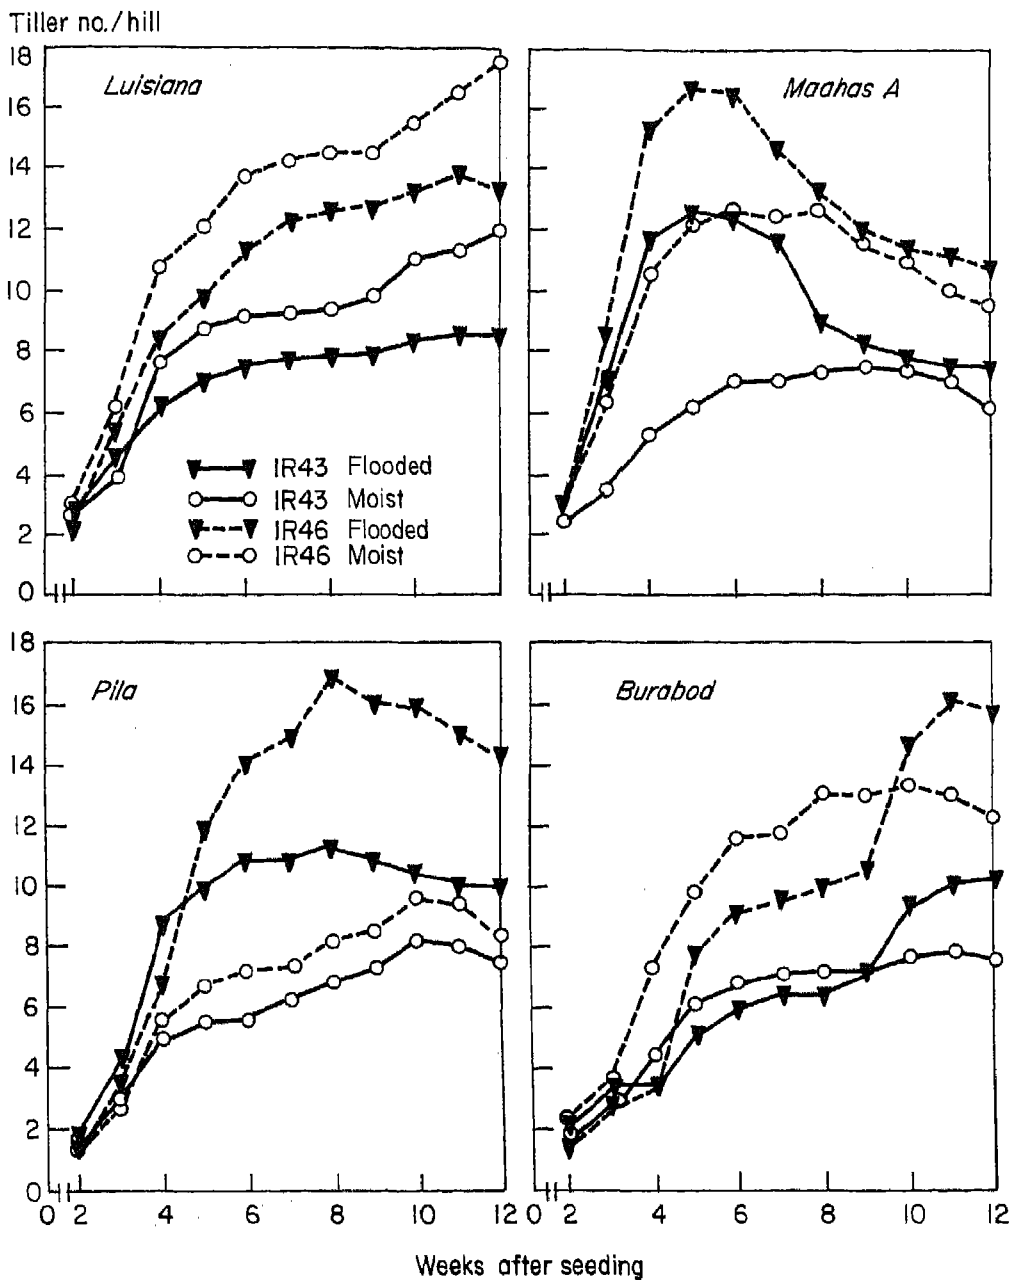 Tiller no./hill
18
16
14
12
10
8
6
4
2
0
Luisiana
IR43 Flooded
IR43 Moist
IR46 Flooded
IR46 Moist
Maahas A
18
16
14
12
10
8
6
4
2
0
Pila
Burabod
0 2 4 6 8 10 12
0 2 4 6 8 10 12
Weeks after seeding